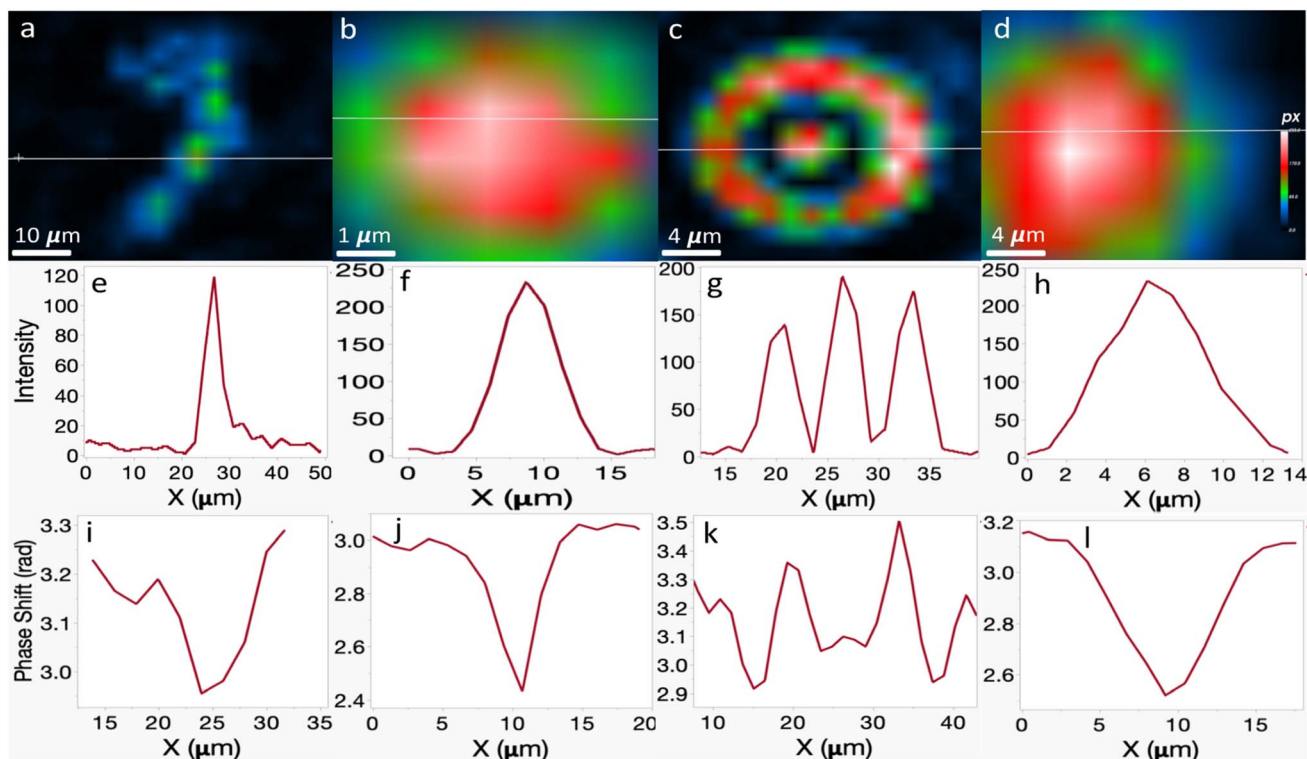 a b c d
px
10 μm 1 μm 4 μm 4 μm
e f g h
Intensity
120
100
80
60
40
20
0
0 10 20 30 40 50
X (μm)
250
200
150
100
50
0
0 5 10 15
X (μm)
200
150
100
50
0
15 20 25 30 35
X (μm)
250
200
150
100
50
0
0 2 4 6 8 10 12 14
X (μm)
i j k l
Phase Shift (rad)
3.3
3.2
3.1
3.0
15 20 25 30 35
X (μm)
3.0
2.8
2.6
2.4
0 5 10 15 20
X (μm)
3.5
3.4
3.3
3.2
3.1
3.0
2.9
10 20 30 40
X (μm)
3.2
3.0
2.8
2.6
0 5 10 15
X (μm)